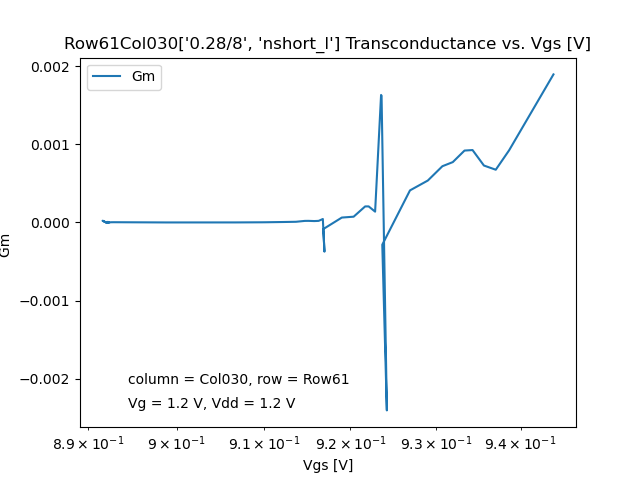 Row61Col030['0.28/8', 'nshort_l'] Transconductance vs. Vgs [V]
Gm
0.002
0.001
0.000
−0.001
−0.002
Gm
column = Col030, row = Row61
Vg = 1.2 V, Vdd = 1.2 V
8.9 × 10⁻¹ 9 × 10⁻¹ 9.1 × 10⁻¹ 9.2 × 10⁻¹ 9.3 × 10⁻¹ 9.4 × 10⁻¹
Vgs [V]